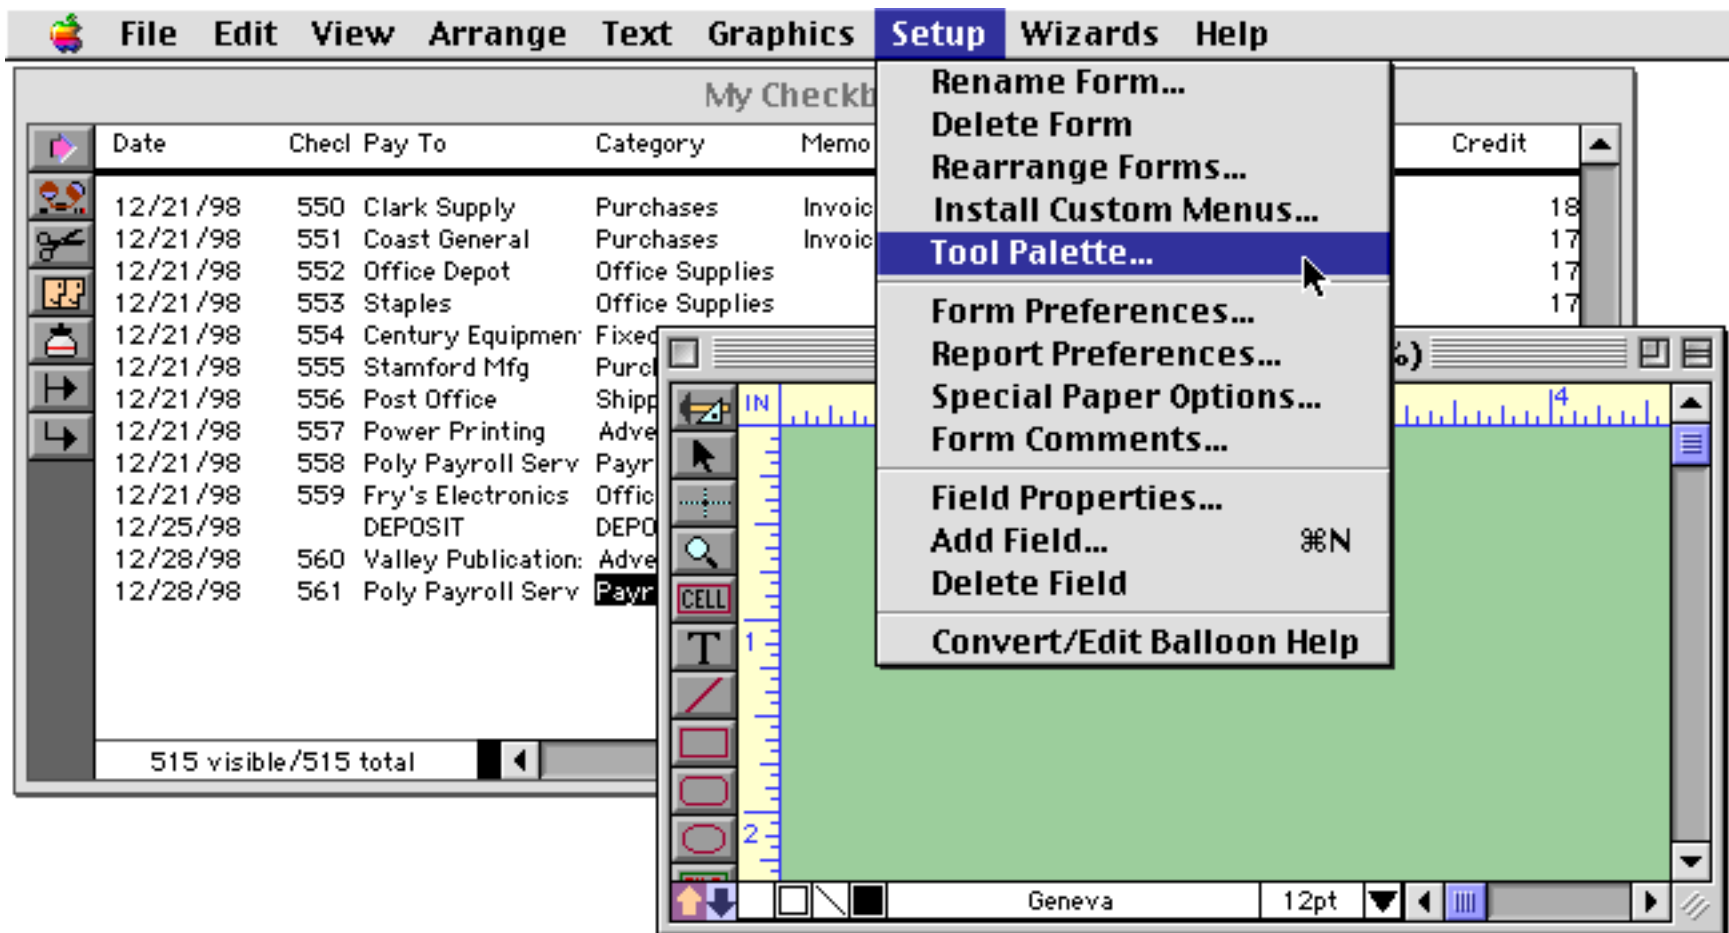 File Edit View Arrange Text Graphics Setup Wizards Help
My Checkb
Date Checl Pay To Category Memo Credit
12/21/98 550 Clark Supply Purchases Invoic 18
12/21/98 551 Coast General Purchases Invoic 17
12/21/98 552 Office Depot Office Supplies 17
12/21/98 553 Staples Office Supplies 17
12/21/98 554 Century Equipmen Fixed
12/21/98 555 Stamford Mfg Purcl
12/21/98 556 Post Office Shipp
12/21/98 557 Power Printing Adve
12/21/98 558 Poly Payroll Serv Payr
12/21/98 559 Fry's Electronics Offic
12/25/98 DEPOSIT DEPO
12/28/98 560 Valley Publication: Adve
12/28/98 561 Poly Payroll Serv Payr
515 visible/515 total
Rename Form...
Delete Form
Rearrange Forms...
Install Custom Menus...
Tool Palette...
Form Preferences...
Report Preferences...
Special Paper Options...
Form Comments...
Field Properties...
Add Field... ⌘N
Delete Field
Convert/Edit Balloon Help
%)
IN 4
CELL
T
1
2
Geneva 12pt